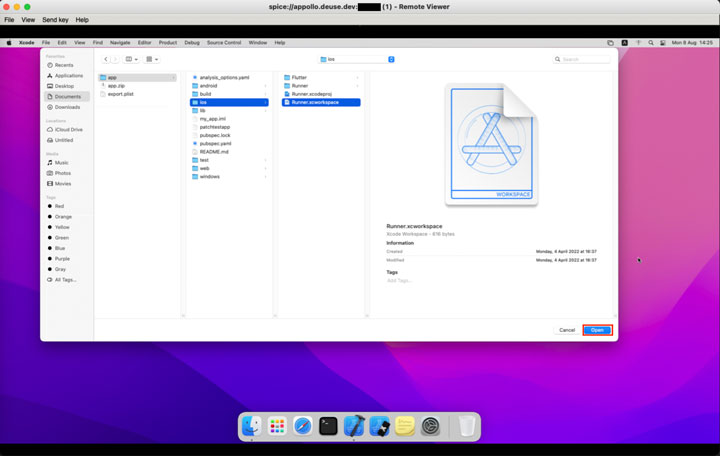 spice://appollo.deuse.dev: (1) - Remote Viewer
File View Send key Help
Xcode File Edit View Find Navigate Editor Product Debug Source Control Window Help A Mon 8 Aug 14:25
Favorites
Recents
Applications
Desktop
Documents
Downloads
Locations
iCloud Drive
Untitled
Media
Music
Photos
Movies
Tags
Red
Orange
Yellow
Green
Blue
Purple
Gray
All Tags...
ios
Search
app
app.zip
export.plist
analysis_options.yaml
android
build
ios
lib
my_app.iml
patchtestapp
pubspec.lock
pubspec.yaml
README.md
test
web
windows
Flutter
Runner
Runner.xcodeproj
Runner.xcworkspace
WORKSPACE
Runner.xcworkspace
Xcode Workspace - 616 bytes
Information
Created Monday, 4 April 2022 at 16:37
Modified Monday, 4 April 2022 at 16:37
Tags
Add Tags...
Cancel Open